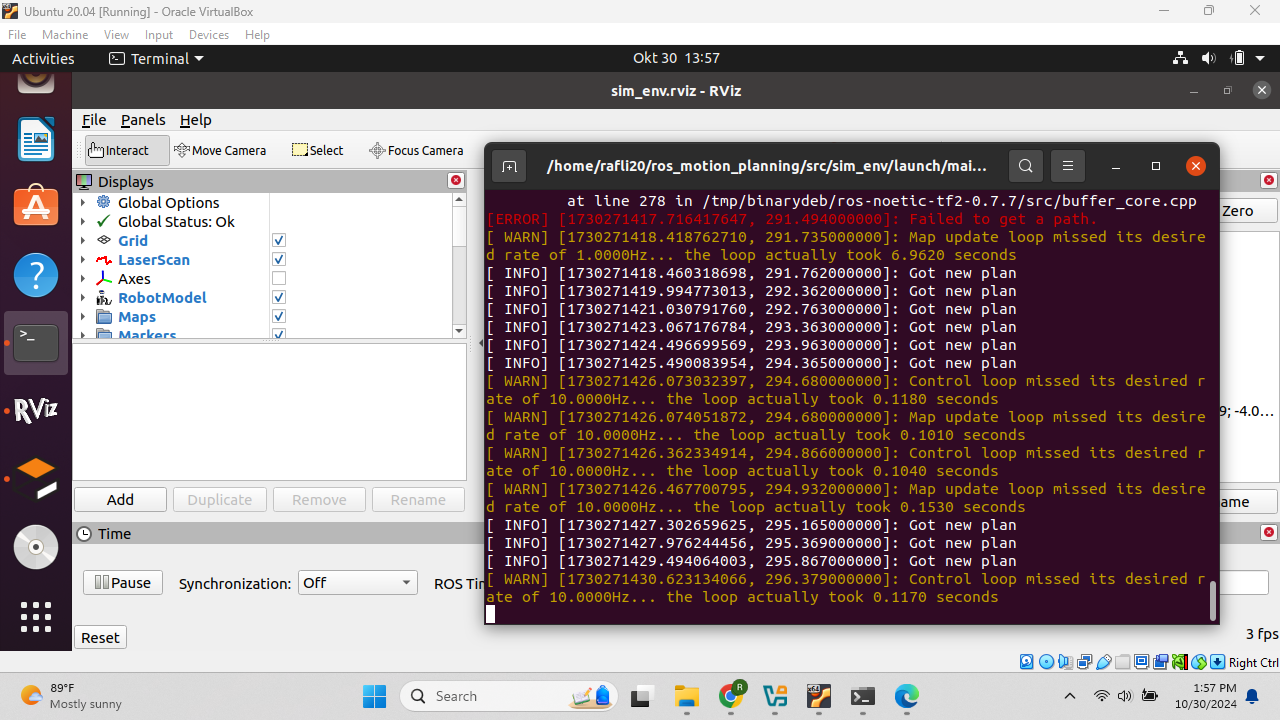 Ubuntu 20.04 [Running] - Oracle VirtualBox
File Machine View Input Devices Help
Activities Terminal Okt 30 13:57
sim_env.rviz - RViz
File Panels Help
Interact Move Camera Select Focus Camera
/home/rafli20/ros_motion_planning/src/sim_env/launch/mai...
Displays
Global Options
Global Status: Ok
Grid
LaserScan
Axes
RobotModel
Maps
Markers
Zero
at line 278 in /tmp/binarydeb/ros-noetic-tf2-0.7.7/src/buffer_core.cpp
[ERROR] [1730271417.716417647, 291.494000000]: Failed to get a path.
[ WARN] [1730271418.418762710, 291.735000000]: Map update loop missed its desire
d rate of 1.0000Hz... the loop actually took 6.9620 seconds
[ INFO] [1730271418.460318698, 291.762000000]: Got new plan
[ INFO] [1730271419.994773013, 292.362000000]: Got new plan
[ INFO] [1730271421.030791760, 292.763000000]: Got new plan
[ INFO] [1730271423.067176784, 293.363000000]: Got new plan
[ INFO] [1730271424.496699569, 293.963000000]: Got new plan
[ INFO] [1730271425.490083954, 294.365000000]: Got new plan
[ WARN] [1730271426.073032397, 294.680000000]: Control loop missed its desired r
ate of 10.0000Hz... the loop actually took 0.1180 seconds
[ WARN] [1730271426.074051872, 294.680000000]: Map update loop missed its desire
d rate of 10.0000Hz... the loop actually took 0.1010 seconds
[ WARN] [1730271426.362334914, 294.866000000]: Control loop missed its desired r
ate of 10.0000Hz... the loop actually took 0.1040 seconds
[ WARN] [1730271426.467700795, 294.932000000]: Map update loop missed its desire
d rate of 10.0000Hz... the loop actually took 0.1530 seconds
[ INFO] [1730271427.302659625, 295.165000000]: Got new plan
[ INFO] [1730271427.976244456, 295.369000000]: Got new plan
[ INFO] [1730271429.494064003, 295.867000000]: Got new plan
[ WARN] [1730271430.623134066, 296.379000000]: Control loop missed its desired r
ate of 10.0000Hz... the loop actually took 0.1170 seconds
9; -4.0...
RViz
Add Duplicate Remove Rename
ame
Time
Pause Synchronization: Off ROS Tim
Reset
3 fps
Right Ctrl
89°F
Mostly sunny
Search
R
1:57 PM
10/30/2024